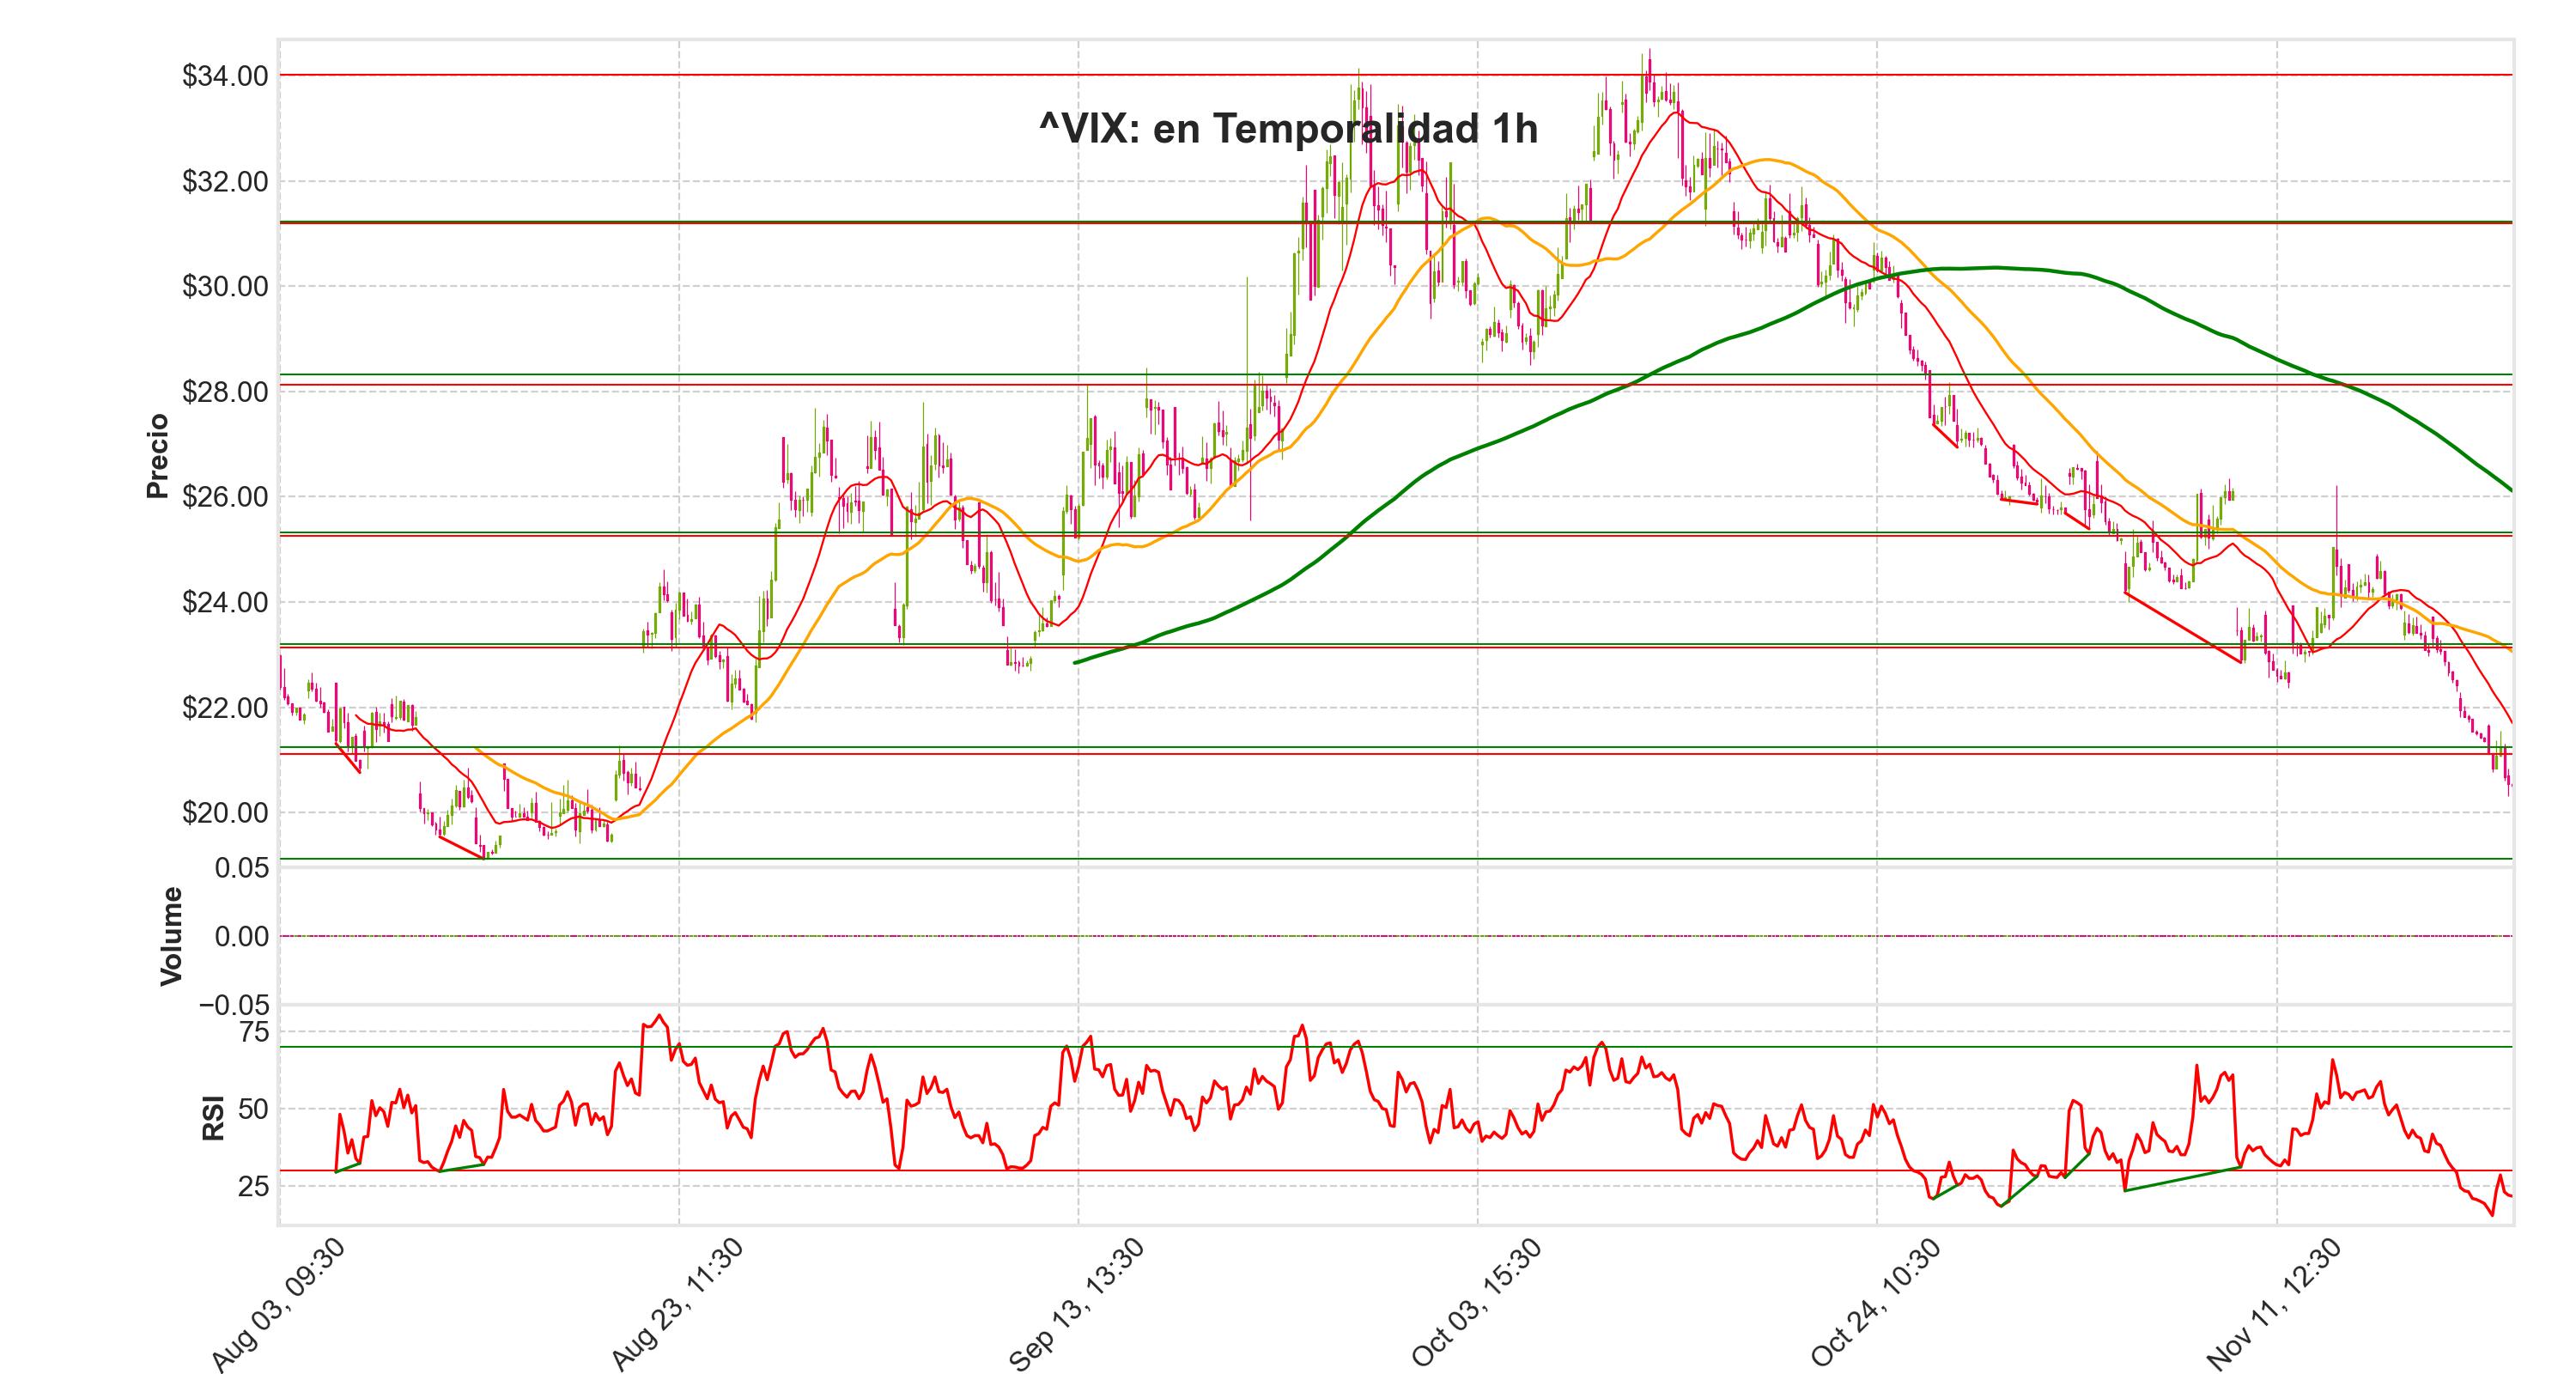 ^VIX: en Temporalidad 1h
$34.00
$32.00
$30.00
$28.00
$26.00
$24.00
$22.00
$20.00
Precio
0.05
0.00
−0.05
Volume
75
50
25
RSI
Aug 03, 09:30
Aug 23, 11:30
Sep 13, 13:30
Oct 03, 15:30
Oct 24, 10:30
Nov 11, 12:30